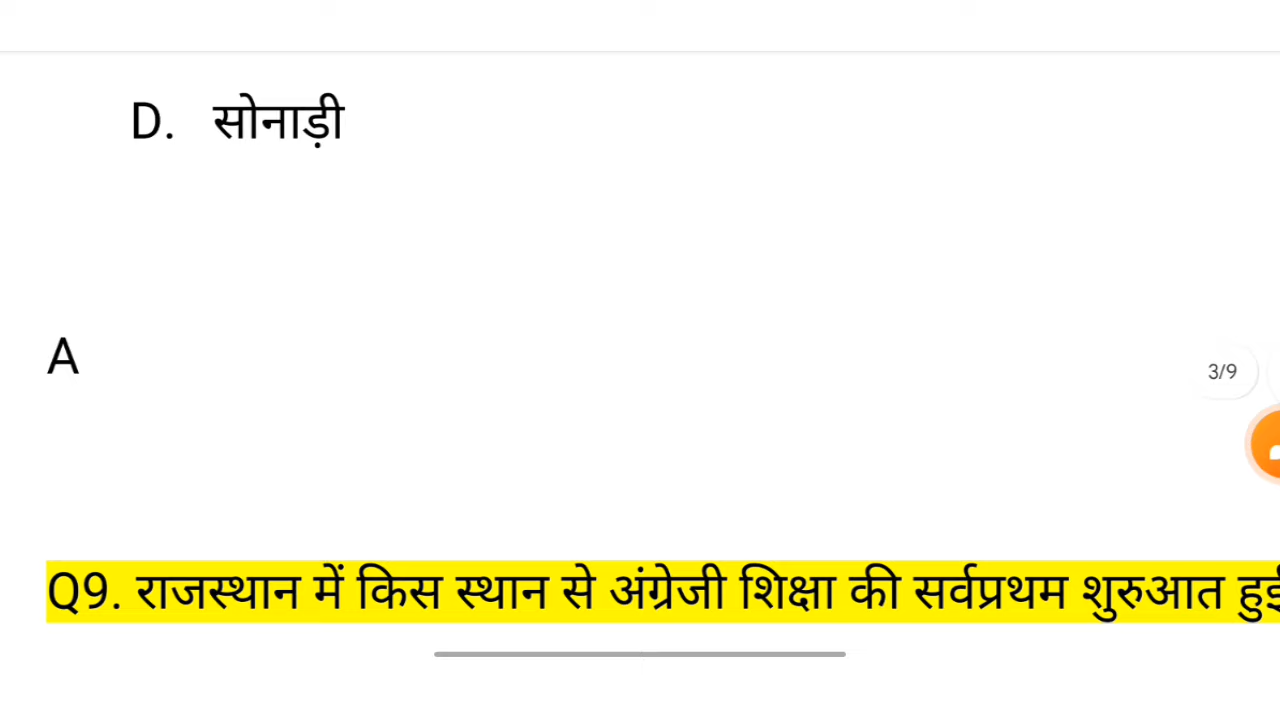 D. सोनाड़ी
A
3/9
Q9. राजस्थान में किस स्थान से अंग्रेजी शिक्षा की सर्वप्रथम शुरुआत हुई